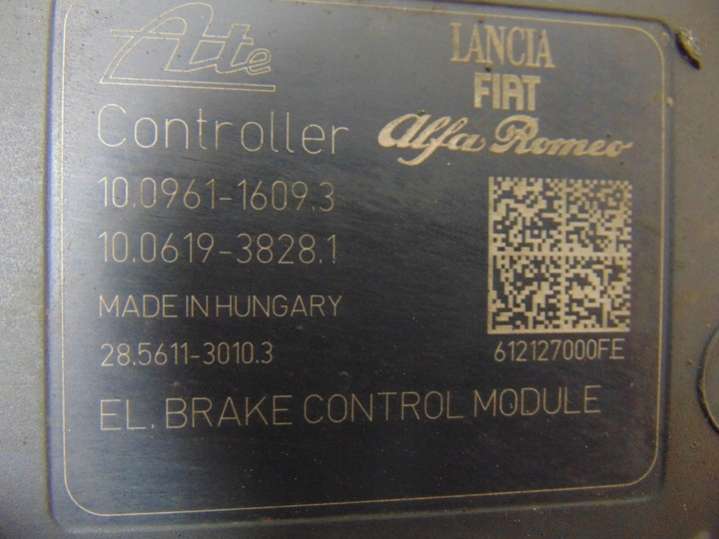 Ate
LANCIA
FIAT
Alfa Romeo
Controller
10.0961-1609.3
10.0619-3828.1
MADE IN HUNGARY
28.5611-3010.3
612127000FE
EL. BRAKE CONTROL MODULE